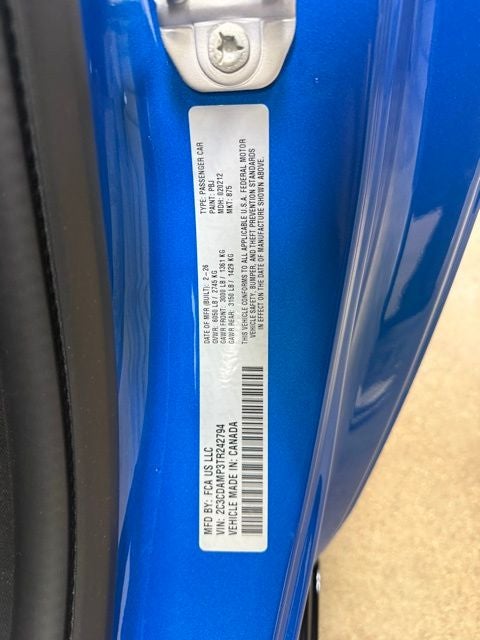 MFD BY: FCA US LLC
DATE OF MFR (BUILT): 2-26
GVWR: 6050 LB / 2745 KG
GAWR FRONT: 3000 LB / 1361 KG
GAWR REAR: 3150 LB / 1429 KG
TYPE: PASSENGER CAR
PAINT: PBJ
MDH: 020212
MKT: 875
VIN: 2C3CDAMP3TR242794
VEHICLE MADE IN: CANADA
THIS VEHICLE CONFORMS TO ALL APPLICABLE U.S.A. FEDERAL MOTOR
VEHICLE SAFETY, BUMPER, AND THEFT PREVENTION STANDARDS
IN EFFECT ON THE DATE OF MANUFACTURE SHOWN ABOVE.